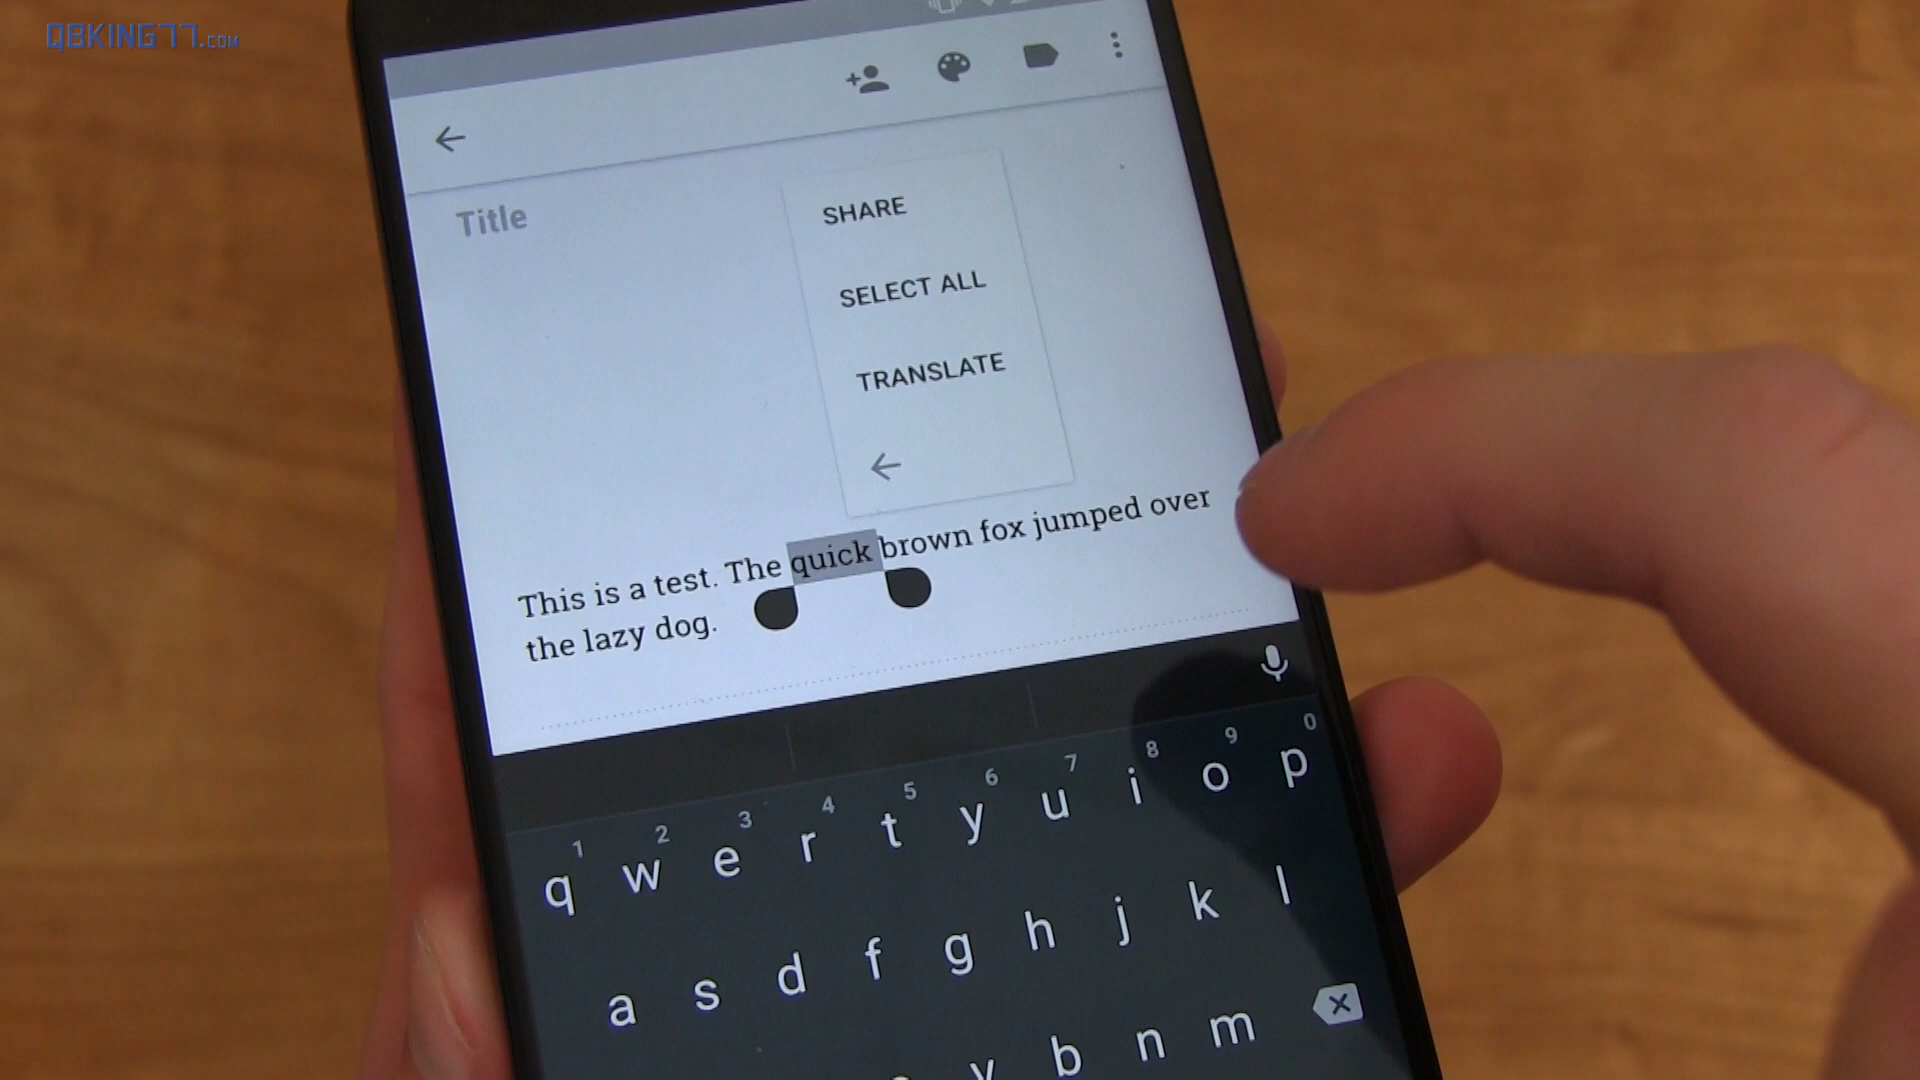 QBKING77.COM
Title
SHARE
SELECT ALL
TRANSLATE
This is a test. The quick brown fox jumped over
the lazy dog.
1 2 3 4 5 6 7 8 9 0
q w e r t y u i o p
a s d f g h j k l
v b n m